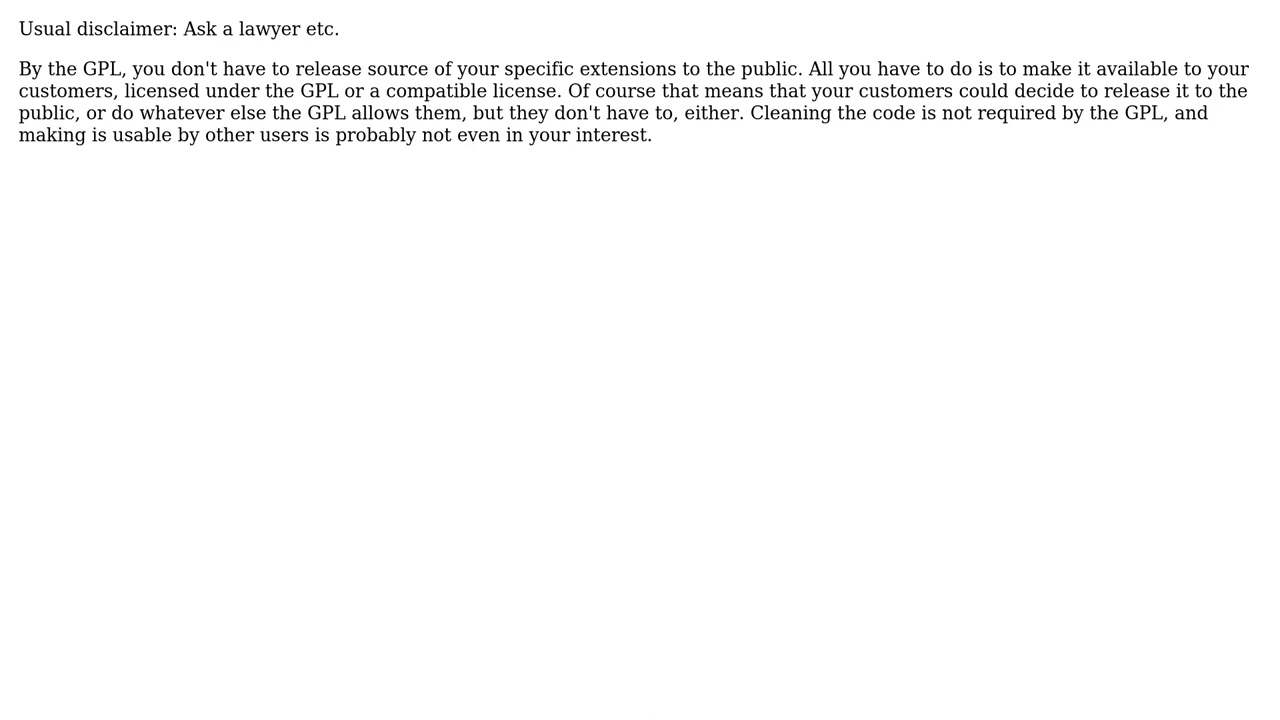 Usual disclaimer: Ask a lawyer etc.
By the GPL, you don't have to release source of your specific extensions to the public. All you have to do is to make it available to your
customers, licensed under the GPL or a compatible license. Of course that means that your customers could decide to release it to the
public, or do whatever else the GPL allows them, but they don't have to, either. Cleaning the code is not required by the GPL, and
making is usable by other users is probably not even in your interest.